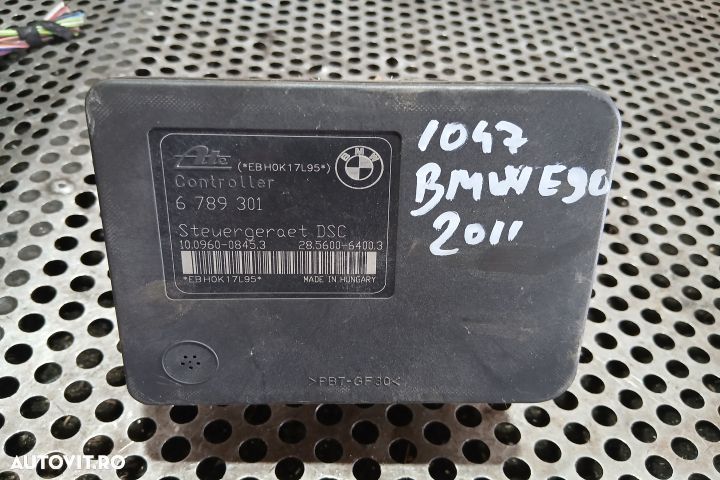 Ate (*EBH0K17L95*)
BMW
Controller
6 789 301
Steuergeraet DSC
10.0960-0845.3 28.5600-6400.3
*EBH0K17L95* MADE IN HUNGARY
1047
BMW E90
2011
>PBT-GF30<
AUTOVIT.RO